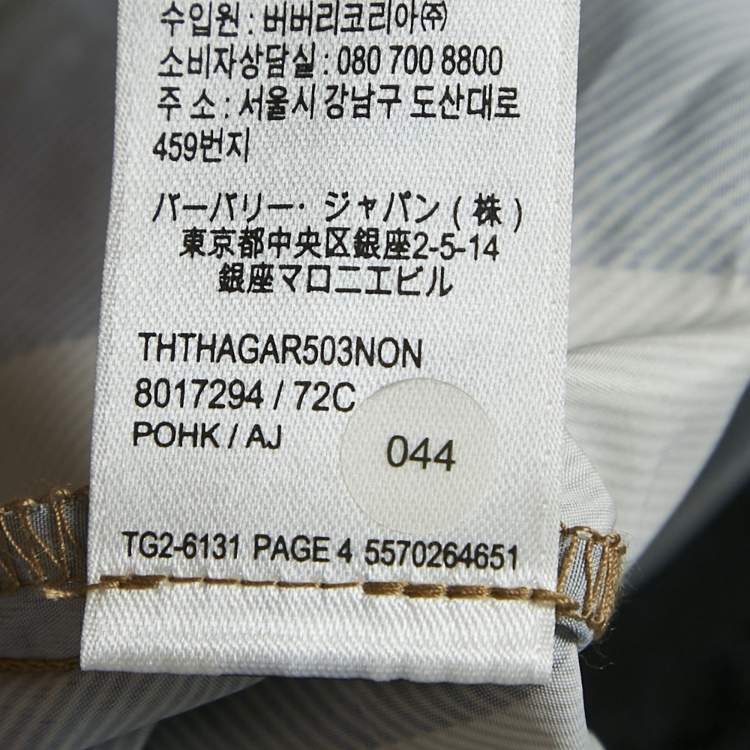 수입원 : 버버리코리아㈜
소비자상담실 : 080 700 8800
주 소 : 서울시 강남구 도산대로
459번지
バーバリー・ジャパン ( 株 )
東京都中央区銀座2-5-14
銀座マロニエビル
THTHAGAR503NON
8017294 / 72C
POHK / AJ
044
TG2-6131 PAGE 4 5570264651